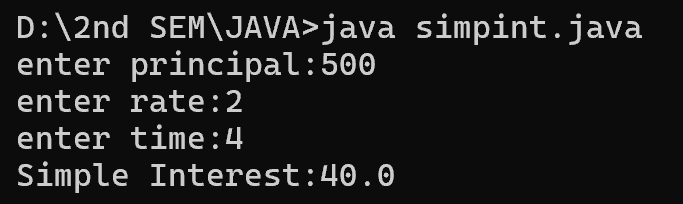 D:\2nd SEM\JAVA>java simpint.java
enter principal:500
enter rate:2
enter time:4
Simple Interest:40.0